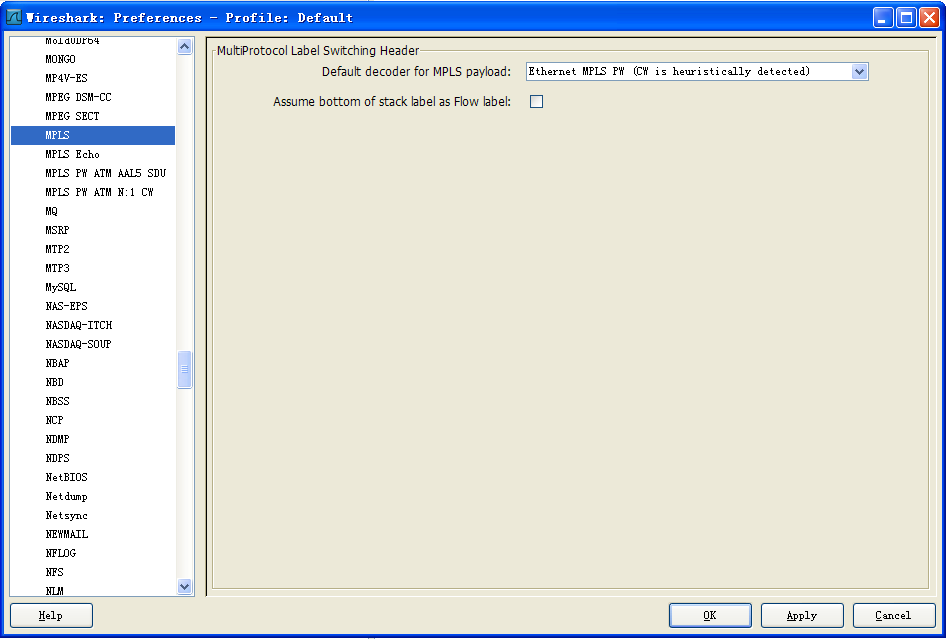 Wireshark: Preferences - Profile: Default
MoldUDP64
MONGO
MP4V-ES
MPEG DSM-CC
MPEG SECT
MPLS
MPLS Echo
MPLS PW ATM AAL5 SDU
MPLS PW ATM N:1 CW
MQ
MSRP
MTP2
MTP3
MySQL
NAS-EPS
NASDAQ-ITCH
NASDAQ-SOUP
NBAP
NBD
NBSS
NCP
NDMP
NDPS
NetBIOS
Netdump
Netsync
NEWMAIL
NFLOG
NFS
NLM
MultiProtocol Label Switching Header
Default decoder for MPLS payload: Ethernet MPLS PW (CW is heuristically detected)
Assume bottom of stack label as Flow label:
Help OK Apply Cancel